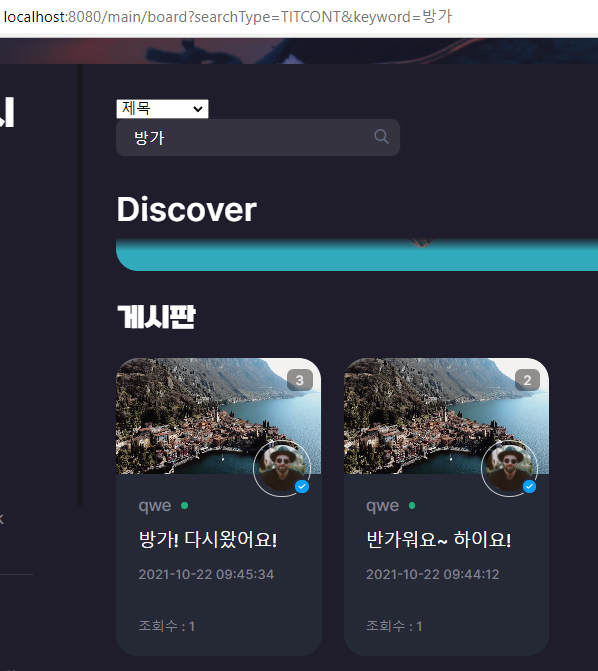 localhost:8080/main/board?searchType=TITCONT&keyword=방가
제목
방가
Discover
게시판
3
2
qwe
qwe
방가! 다시왔어요!
반가워요~ 하이요!
2021-10-22 09:45:34
2021-10-22 09:44:12
조회수 : 1
조회수 : 1